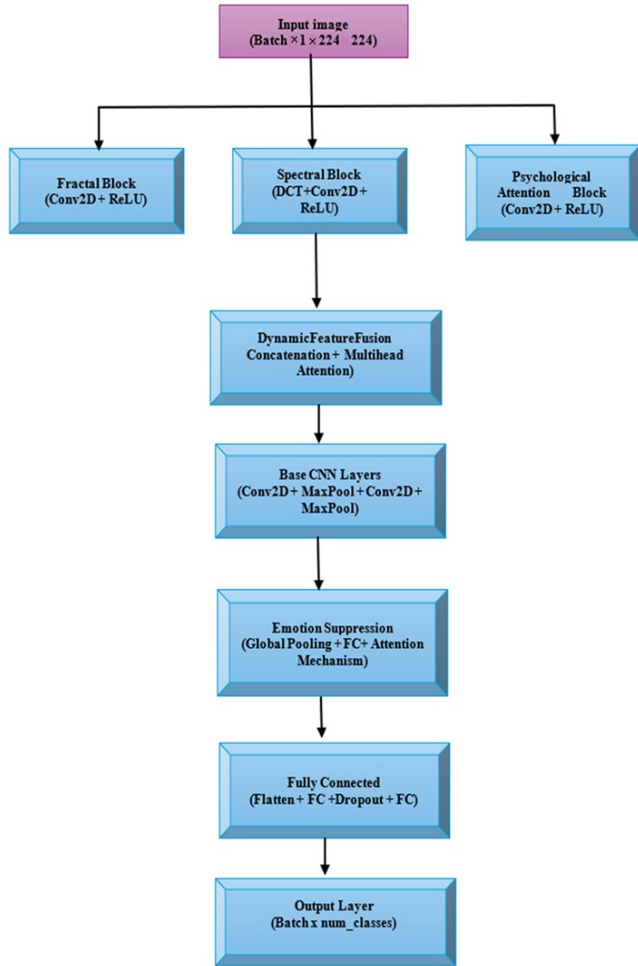 Input image
(Batch ×1 × 224 224)
Fractal Block
(Conv2D + ReLU)
Spectral Block
(DCT+Conv2D+
ReLU)
Psychological
Attention Block
(Conv2D + ReLU)
DynamicFeatureFusion
Concatenation + Multihead
Attention)
Base CNN Layers
(Conv2D + MaxPool + Conv2D +
MaxPool)
Emotion Suppression
(Global Pooling + FC+ Attention
Mechanism)
Fully Connected
(Flatten + FC +Dropout + FC)
Output Layer
(Batch x num_classes)